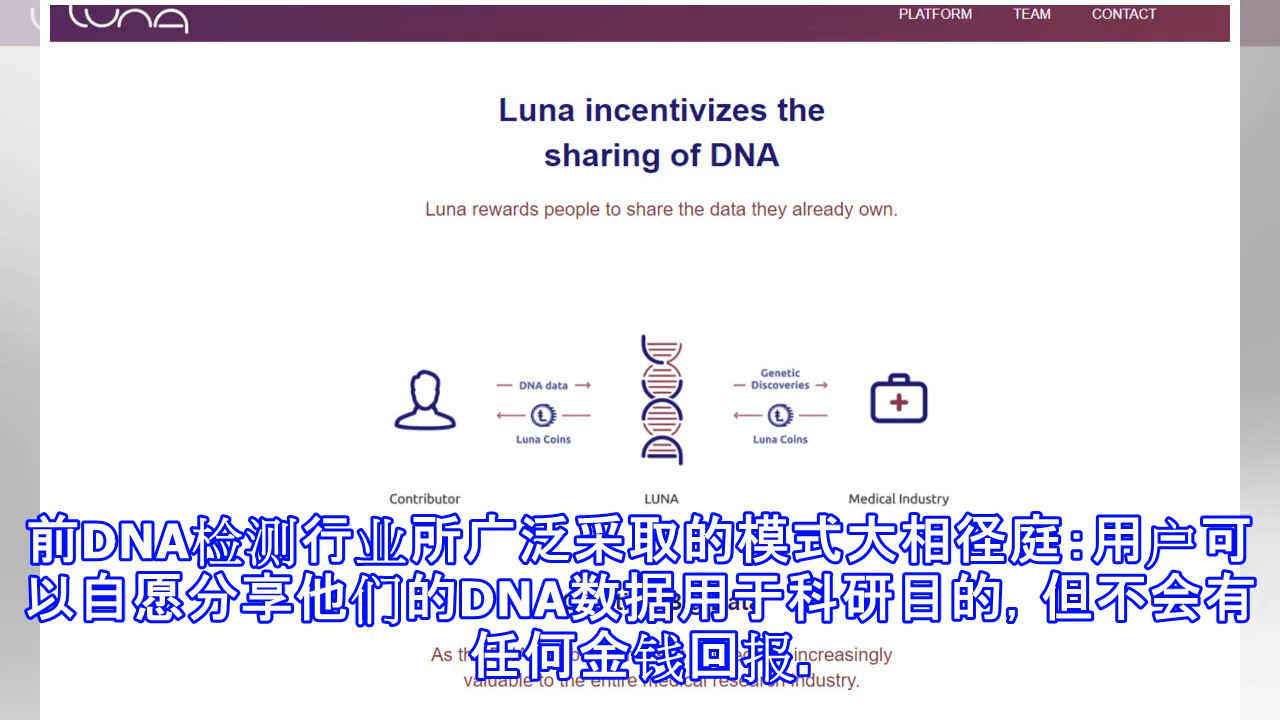 Luna
PLATFORM TEAM CONTACT
Luna incentivizes the
sharing of DNA
Luna rewards people to share the data they already own.
DNA data
Genetic
Discoveries
Luna Coins
Luna Coins
Contributor
LUNA
Medical Industry
前DNA检测行业所广泛采取的模式大相径庭:用户可
以自愿分享他们的DNA数据用于科研目的, 但不会有
任何金钱回报.
As th increasingly
valuable to the entire medical research industry.